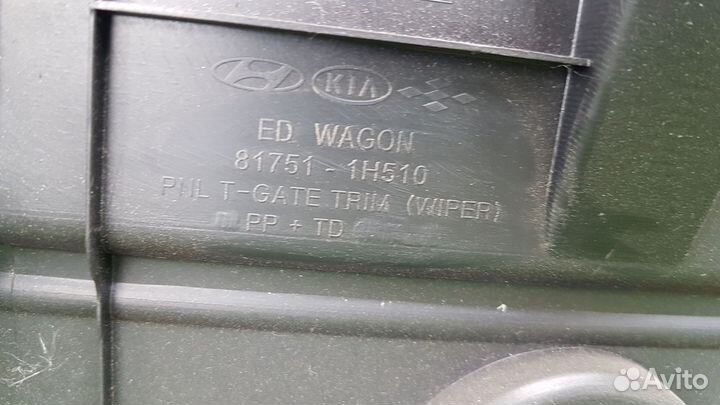 KIA
ED WAGON
81751 - 1H510
PNL T-GATE TRIM (WIPER)
PP + TD
Avito